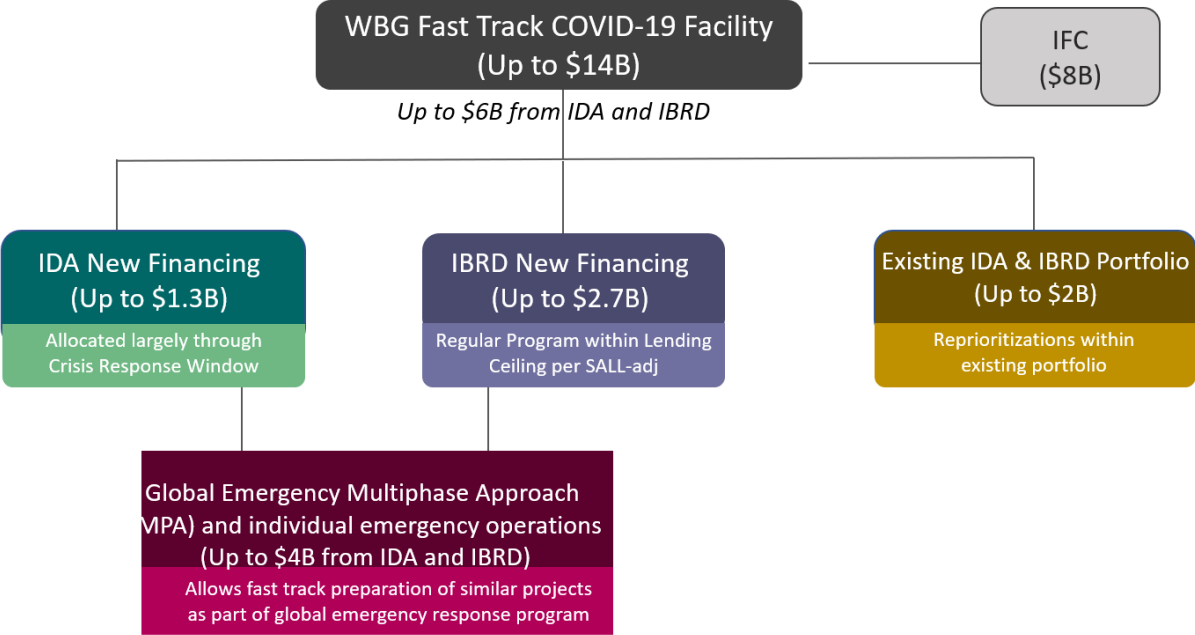 WBG Fast Track COVID-19 Facility
(Up to $14B)
IFC
($8B)
Up to $6B from IDA and IBRD
IDA New Financing
(Up to $1.3B)
Allocated largely through
Crisis Response Window
IBRD New Financing
(Up to $2.7B)
Regular Program within Lending
Ceiling per SALL-adj
Existing IDA & IBRD Portfolio
(Up to $2B)
Reprioritizations within
existing portfolio
Global Emergency Multiphase Approach
MPA) and individual emergency operations
(Up to $4B from IDA and IBRD)
Allows fast track preparation of similar projects
as part of global emergency response program